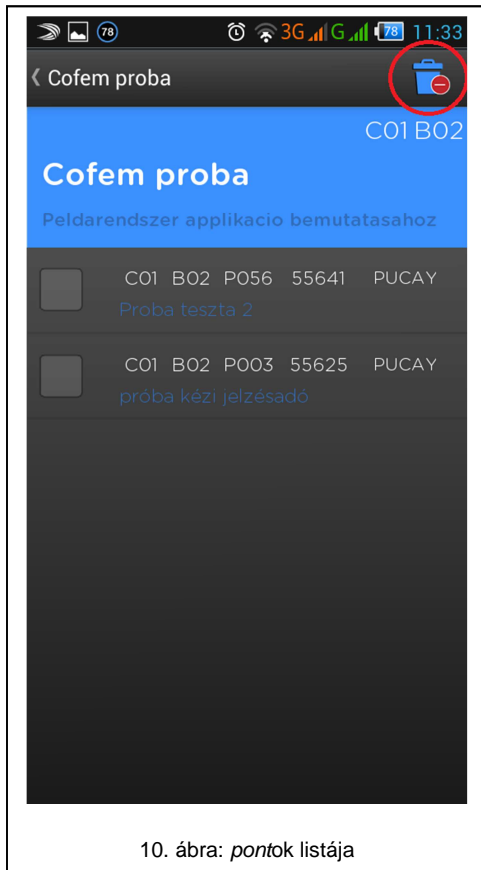 78 3G G 78 11:33
Cofem proba
C01 B02
Cofem proba
Peldarendszer applikacio bemutatasahoz
C01 B02 P056 55641 PUCAY
Proba teszta 2
C01 B02 P003 55625 PUCAY
próba kézi jelzésadó
10. ábra: pontok listája